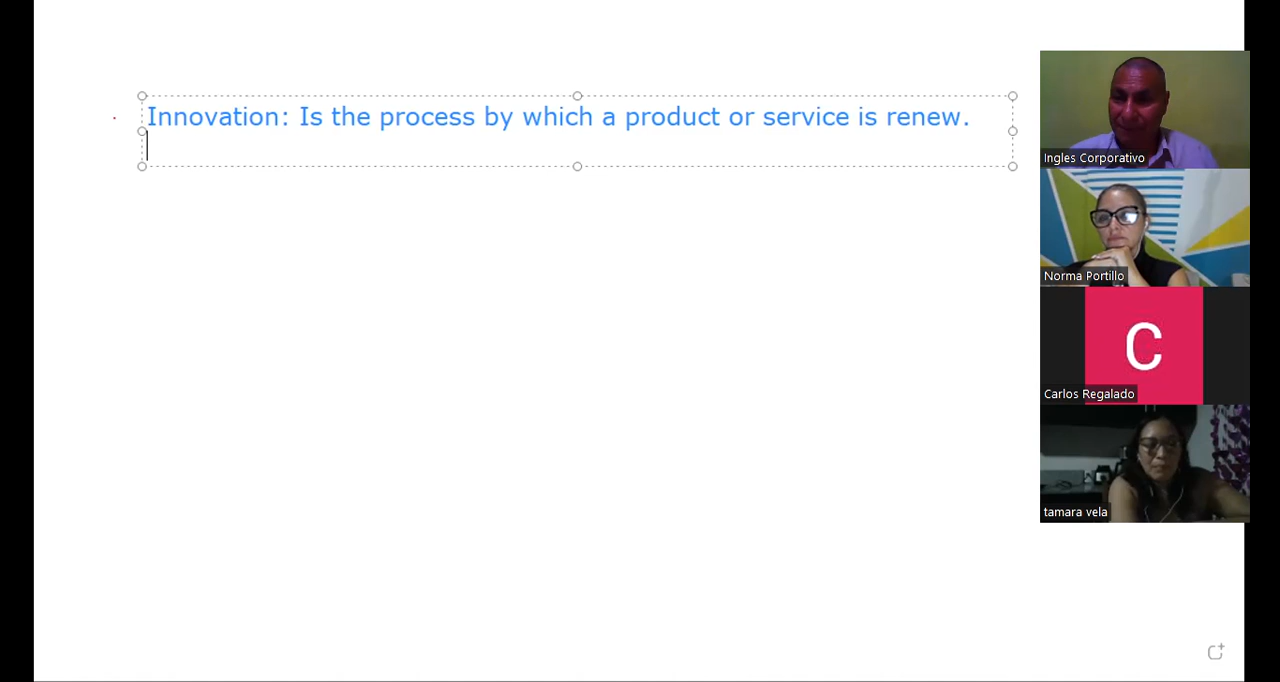 Innovation: Is the process by which a product or service is renew.
Ingles Corporativo
Norma Portillo
C
Carlos Regalado
tamara vela